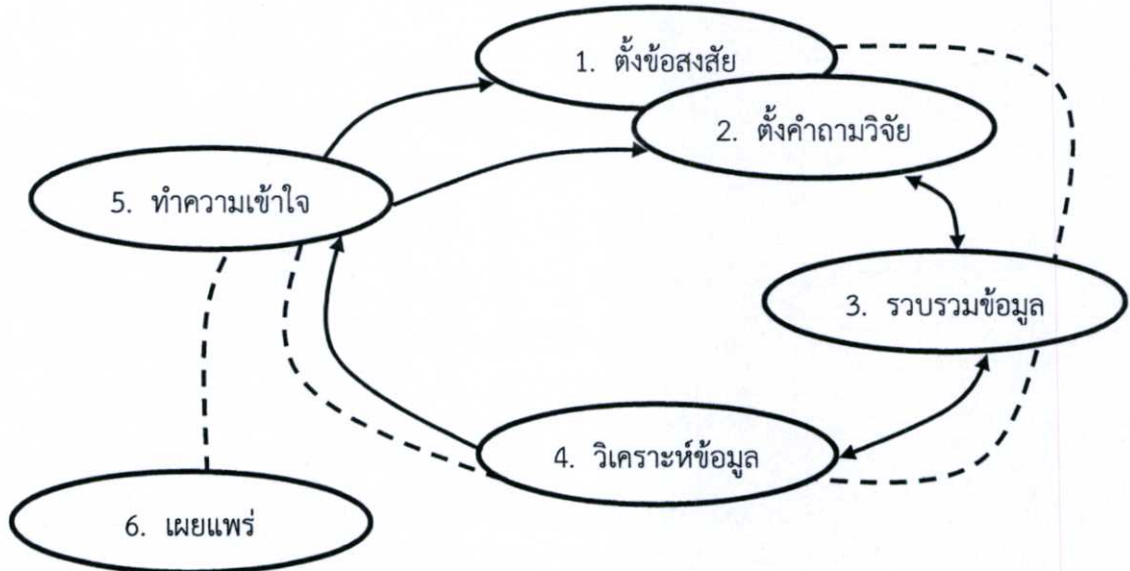 1. ตั้งข้อสงสัย
2. ตั้งคำถามวิจัย
5. ทำความเข้าใจ
3. รวบรวมข้อมูล
4. วิเคราะห์ข้อมูล
6. เผยแพร่